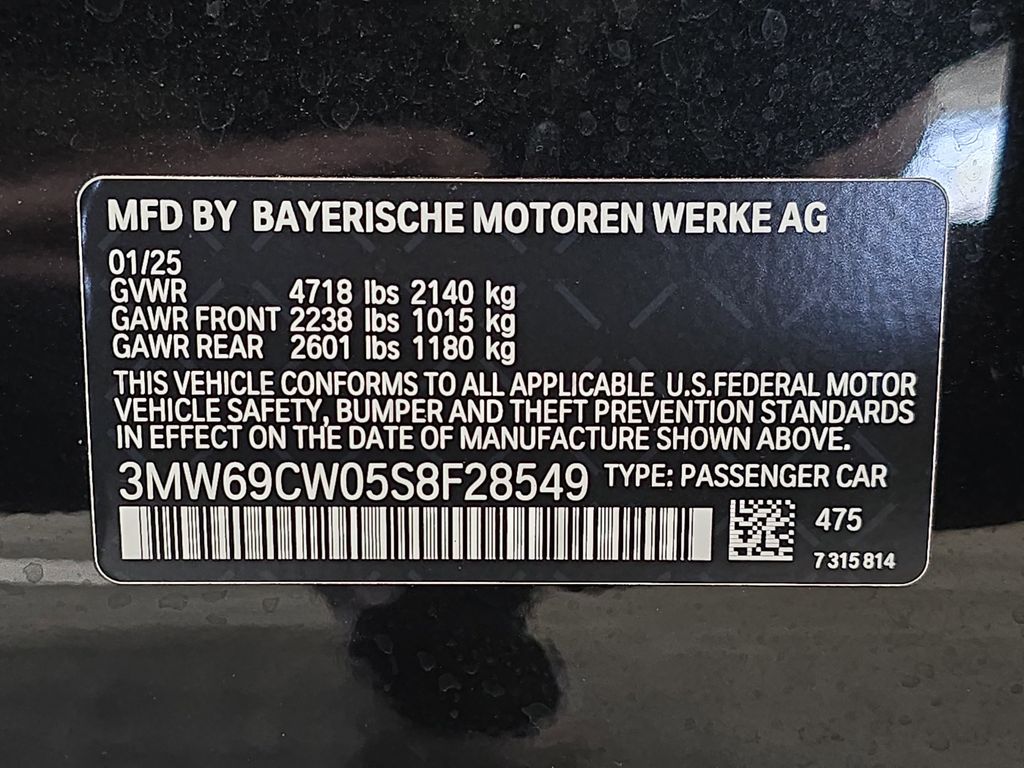 MFD BY BAYERISCHE MOTOREN WERKE AG
01/25
GVWR 4718 lbs 2140 kg
GAWR FRONT 2238 lbs 1015 kg
GAWR REAR 2601 lbs 1180 kg
THIS VEHICLE CONFORMS TO ALL APPLICABLE U.S.FEDERAL MOTOR
VEHICLE SAFETY, BUMPER AND THEFT PREVENTION STANDARDS
IN EFFECT ON THE DATE OF MANUFACTURE SHOWN ABOVE.
3MW69CW05S8F28549 TYPE: PASSENGER CAR
475
7 315 814